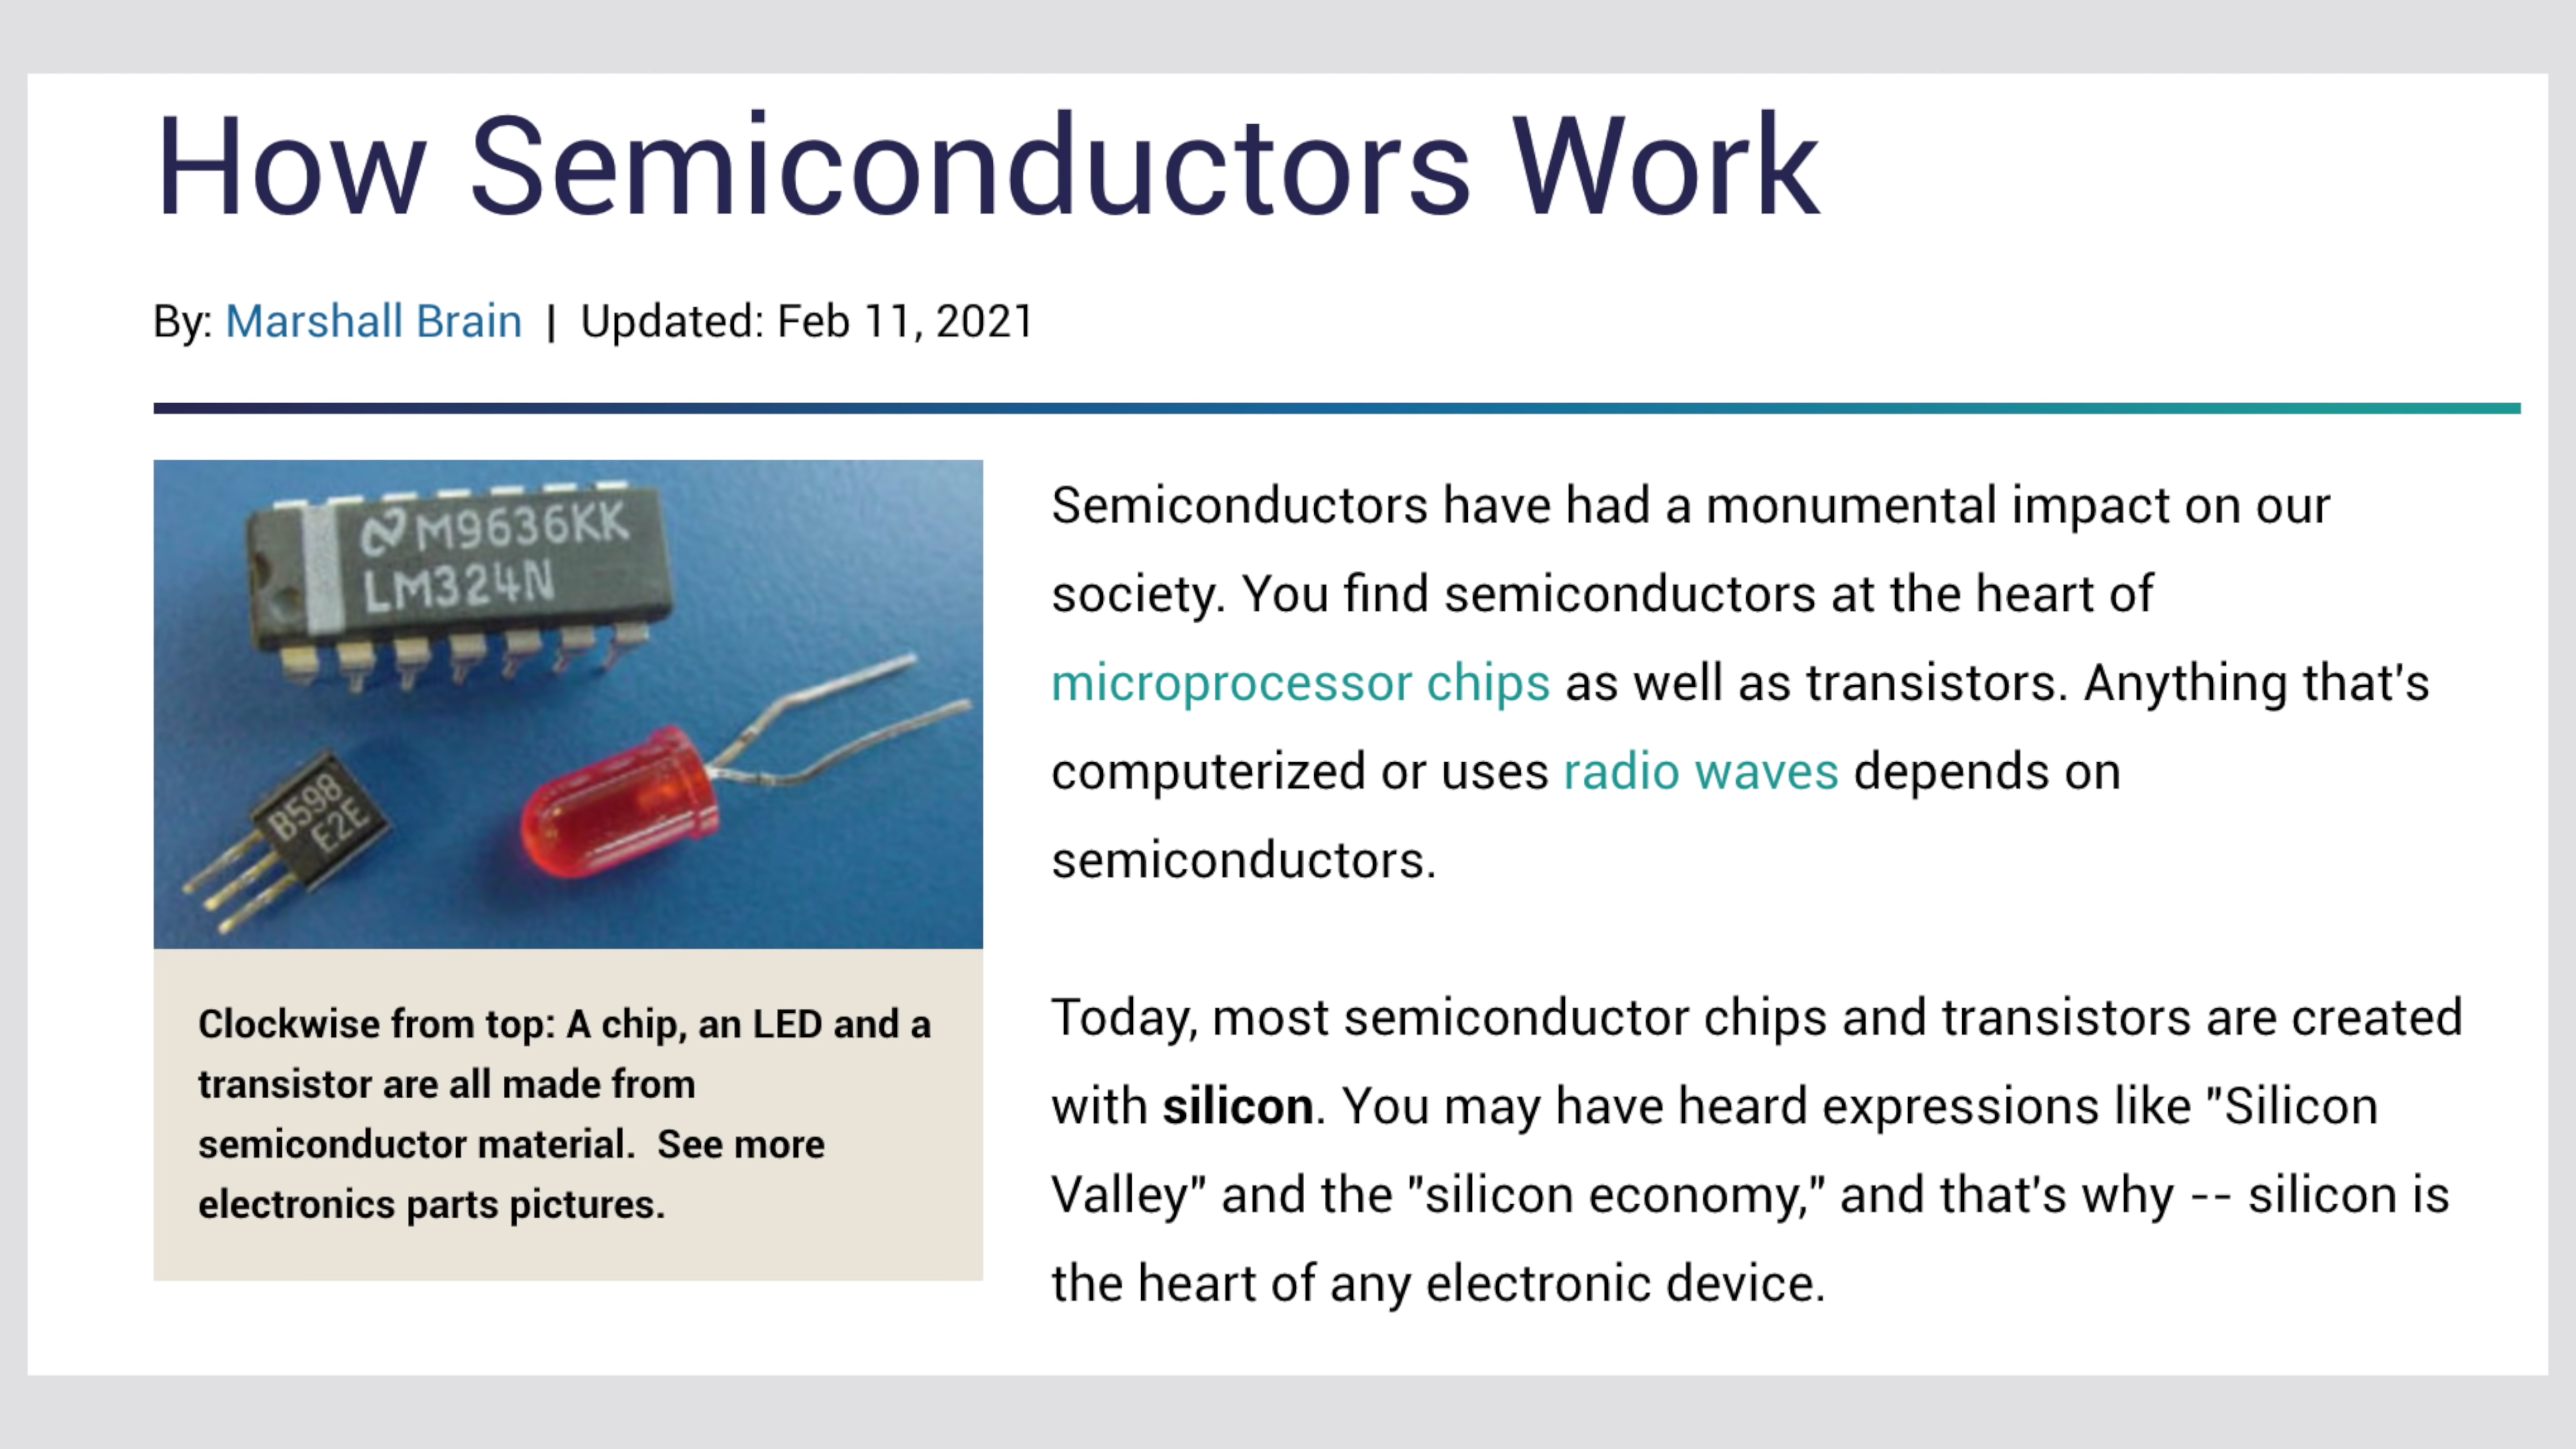 How Semiconductors Work
By: Marshall Brain | Updated: Feb 11, 2021
M9636KK
LM324N
B598
E2E
Clockwise from top: A chip, an LED and a
transistor are all made from
semiconductor material.  See more
electronics parts pictures.
Semiconductors have had a monumental impact on our
society. You find semiconductors at the heart of
microprocessor chips as well as transistors. Anything that's
computerized or uses radio waves depends on
semiconductors.
Today, most semiconductor chips and transistors are created
with silicon. You may have heard expressions like "Silicon
Valley" and the "silicon economy," and that's why -- silicon is
the heart of any electronic device.